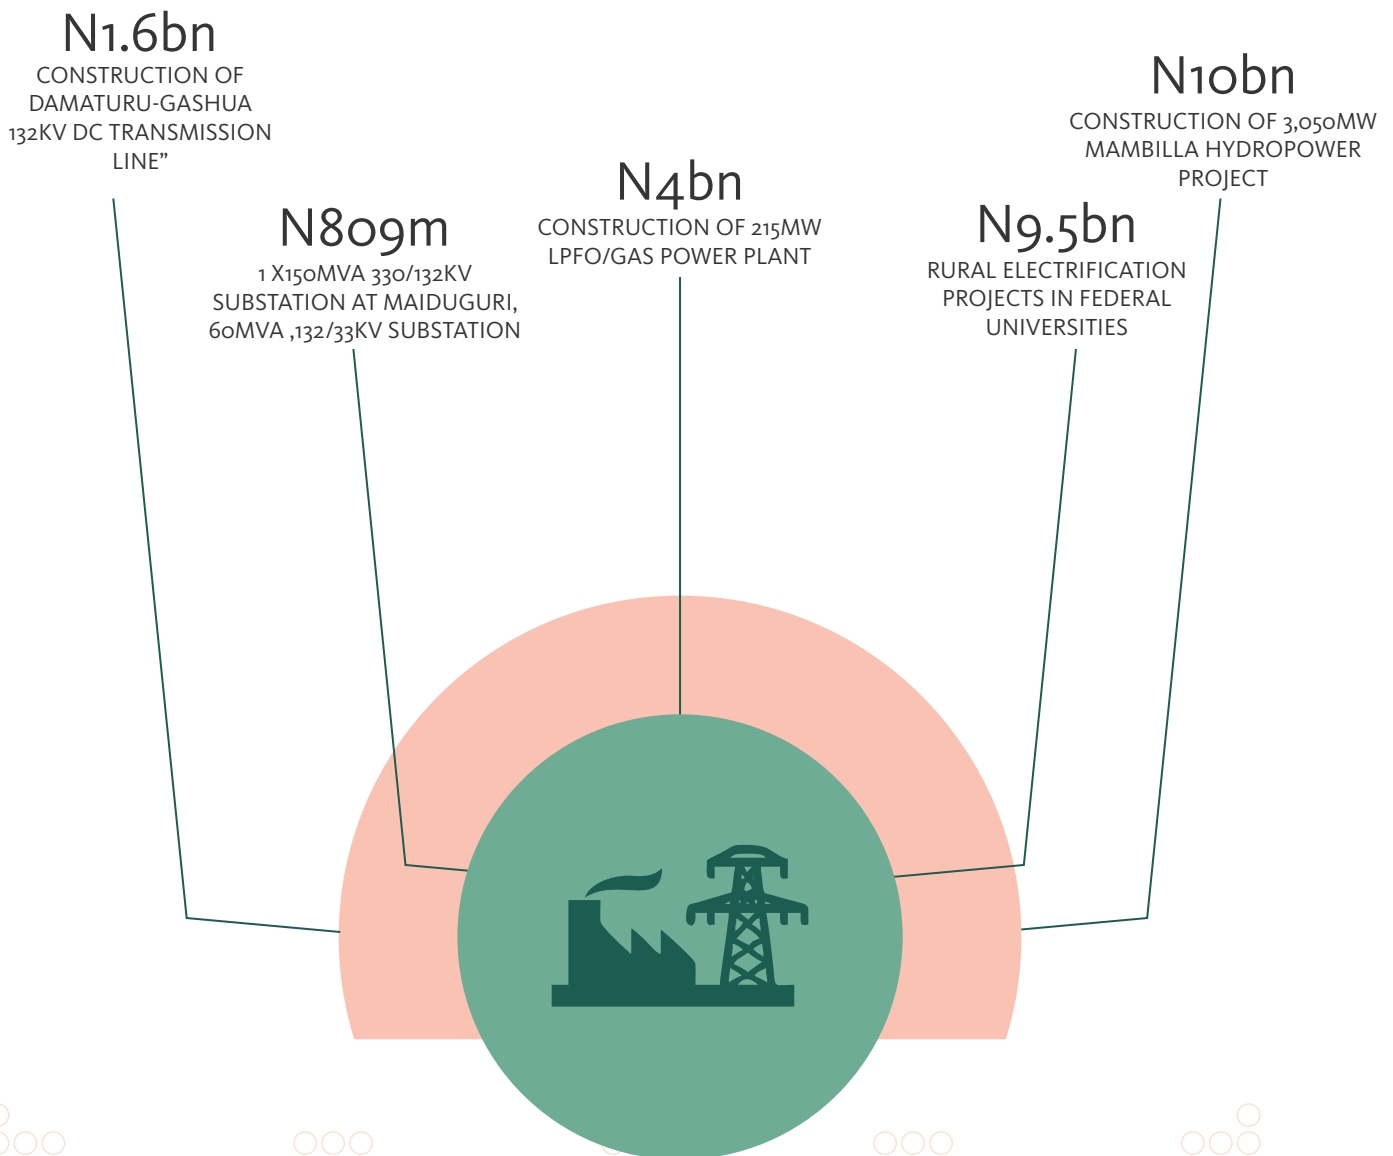 N1.6bn
CONSTRUCTION OF
DAMATURU-GASHUA
132KV DC TRANSMISSION
LINE”
N809m
1 X150MVA 330/132KV
SUBSTATION AT MAIDUGURI,
60MVA ,132/33KV SUBSTATION
N4bn
CONSTRUCTION OF 215MW
LPFO/GAS POWER PLANT
N9.5bn
RURAL ELECTRIFICATION
PROJECTS IN FEDERAL
UNIVERSITIES
N10bn
CONSTRUCTION OF 3,050MW
MAMBILLA HYDROPOWER
PROJECT